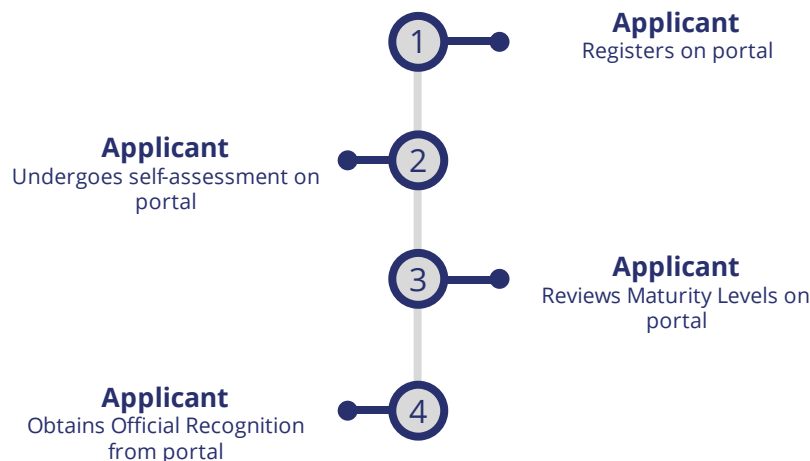 1
Applicant
Registers on portal
2
Applicant
Undergoes self-assessment on
portal
3
Applicant
Reviews Maturity Levels on
portal
4
Applicant
Obtains Official Recognition
from portal